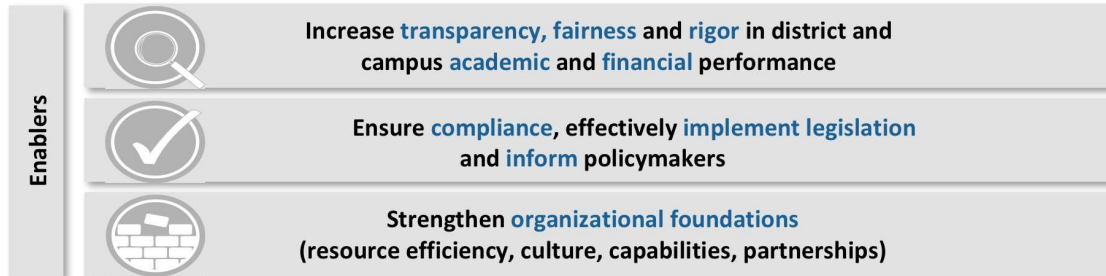 Enablers
Increase transparency, fairness and rigor in district and
campus academic and financial performance
Ensure compliance, effectively implement legislation
and inform policymakers
Strengthen organizational foundations
(resource efficiency, culture, capabilities, partnerships)